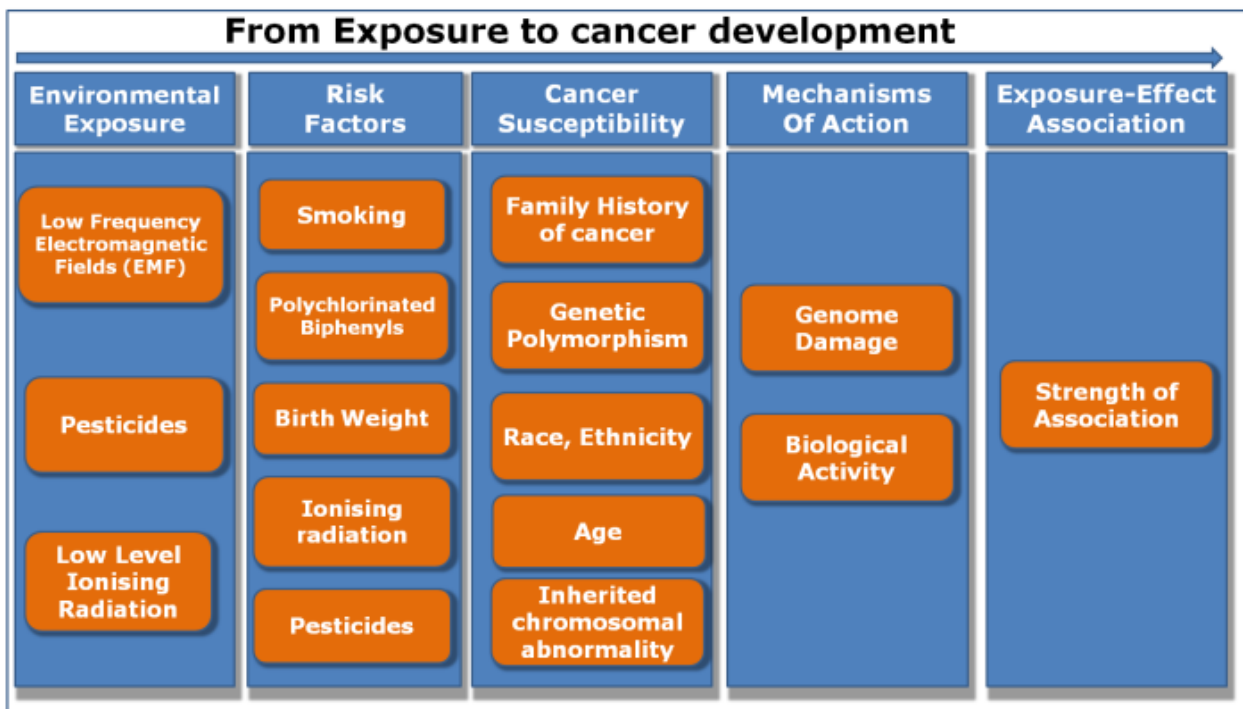 From Exposure to cancer development
Environmental
Exposure
Risk
Factors
Cancer
Susceptibility
Mechanisms
Of Action
Exposure-Effect
Association
Low Frequency
Electromagnetic
Fields (EMF)
Pesticides
Low Level
Ionising
Radiation
Smoking
Polychlorinated
Biphenyls
Birth Weight
Ionising
radiation
Pesticides
Family History
of cancer
Genetic
Polymorphism
Race, Ethnicity
Age
Inherited
chromosomal
abnormality
Genome
Damage
Biological
Activity
Strength of
Association